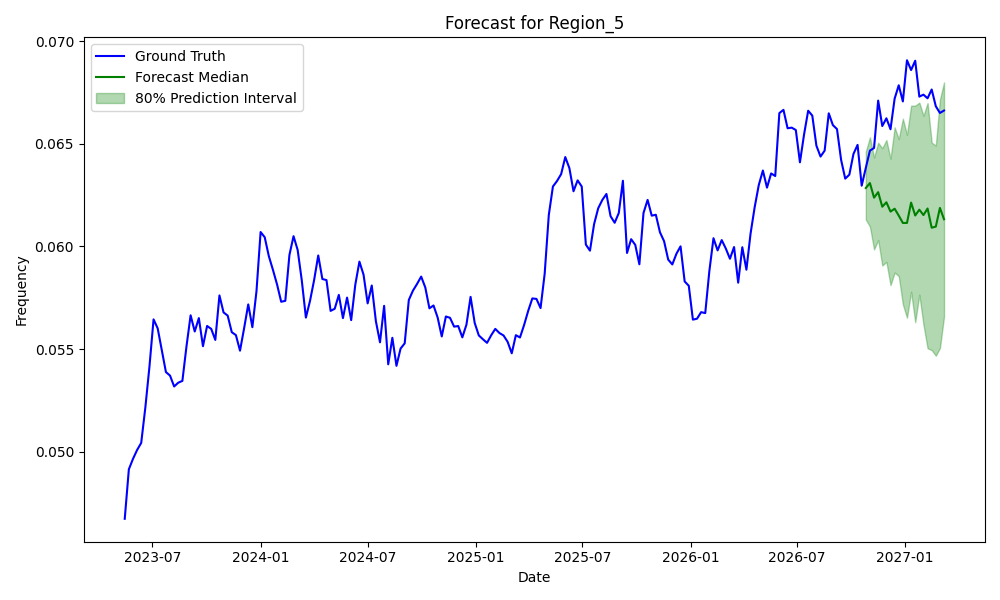 Forecast for Region_5
Ground Truth
Forecast Median
80% Prediction Interval
Frequency
0.070
0.065
0.060
0.055
0.050
2023-07
2024-01
2024-07
2025-01
2025-07
2026-01
2026-07
2027-01
Date